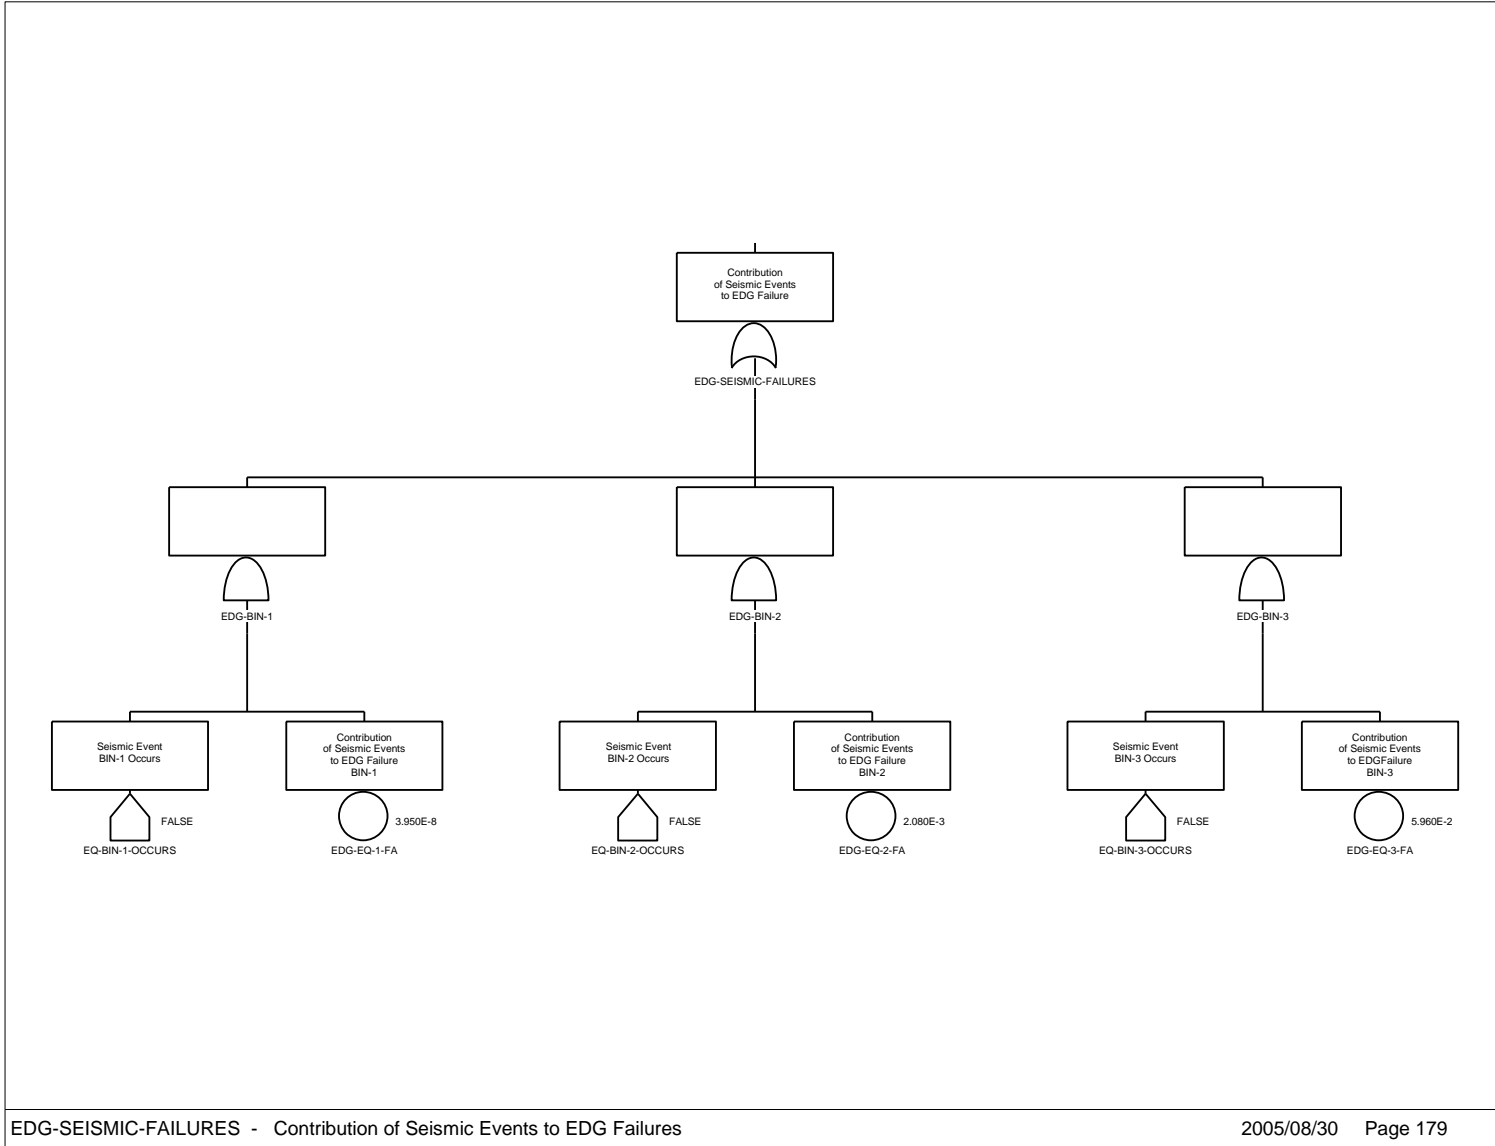 Contribution
of Seismic Events
to EDG Failure
EDG-SEISMIC-FAILURES
EDG-BIN-1
EDG-BIN-2
EDG-BIN-3
Seismic Event
BIN-1 Occurs
FALSE
EQ-BIN-1-OCCURS
Contribution
of Seismic Events
to EDG Failure
BIN-1
3.950E-8
EDG-EQ-1-FA
Seismic Event
BIN-2 Occurs
FALSE
EQ-BIN-2-OCCURS
Contribution
of Seismic Events
to EDG Failure
BIN-2
2.080E-3
EDG-EQ-2-FA
Seismic Event
BIN-3 Occurs
FALSE
EQ-BIN-3-OCCURS
Contribution
of Seismic Events
to EDGFailure
BIN-3
5.960E-2
EDG-EQ-3-FA
EDG-SEISMIC-FAILURES - Contribution of Seismic Events to EDG Failures 2005/08/30 Page 179